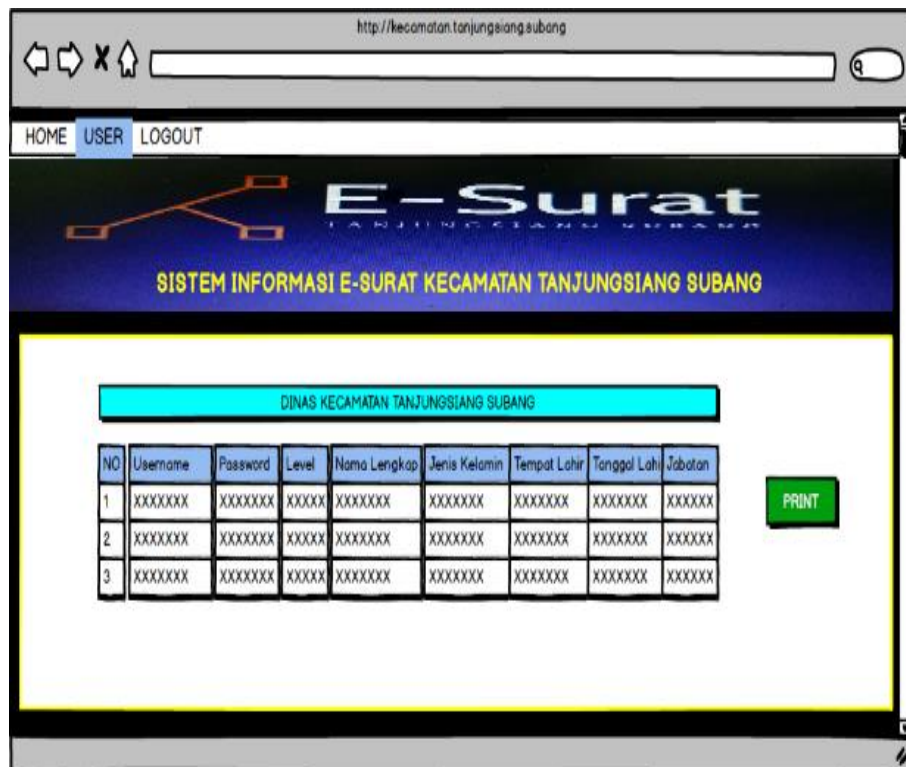 http://kecamatan.tanjungsiang.subang
HOME USER LOGOUT
E-Surat
TANJUNGSIANG SUBANG
SISTEM INFORMASI E-SURAT KECAMATAN TANJUNGSIANG SUBANG
DINAS KECAMATAN TANJUNGSIANG SUBANG
NO Username Password Level Nama Lengkap Jenis Kelamin Tempat Lahir Tanggal Lahi Jabatan
1 XXXXXXX XXXXXXX XXXXX XXXXXXX XXXXXXX XXXXXXX XXXXXXX XXXXXX
PRINT
2 XXXXXXX XXXXXXX XXXXX XXXXXXX XXXXXXX XXXXXXX XXXXXXX XXXXXX
3 XXXXXXX XXXXXXX XXXXX XXXXXXX XXXXXXX XXXXXXX XXXXXXX XXXXXX